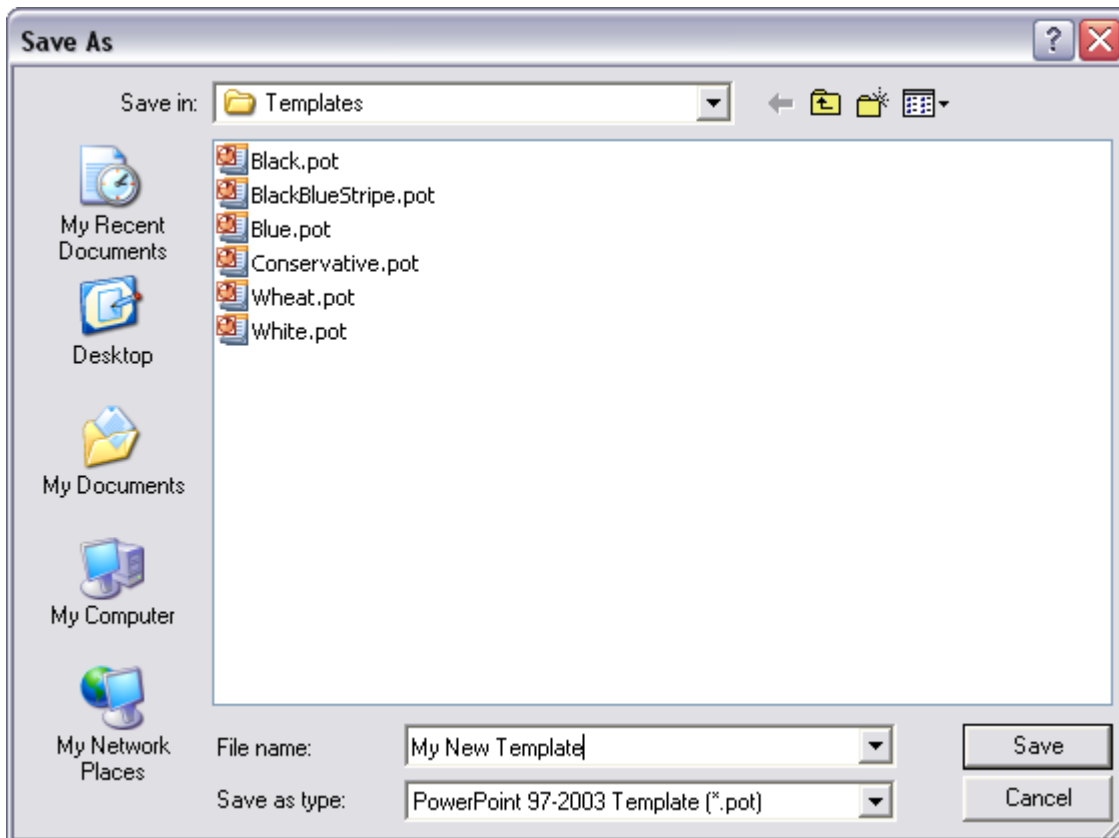 Save As
Save in:
Templates
My Recent
Documents
Desktop
My Documents
My Computer
My Network
Places
Black.pot
BlackBlueStripe.pot
Blue.pot
Conservative.pot
Wheat.pot
White.pot
File name:
My New Template
Save
Save as type:
PowerPoint 97-2003 Template (*.pot)
Cancel